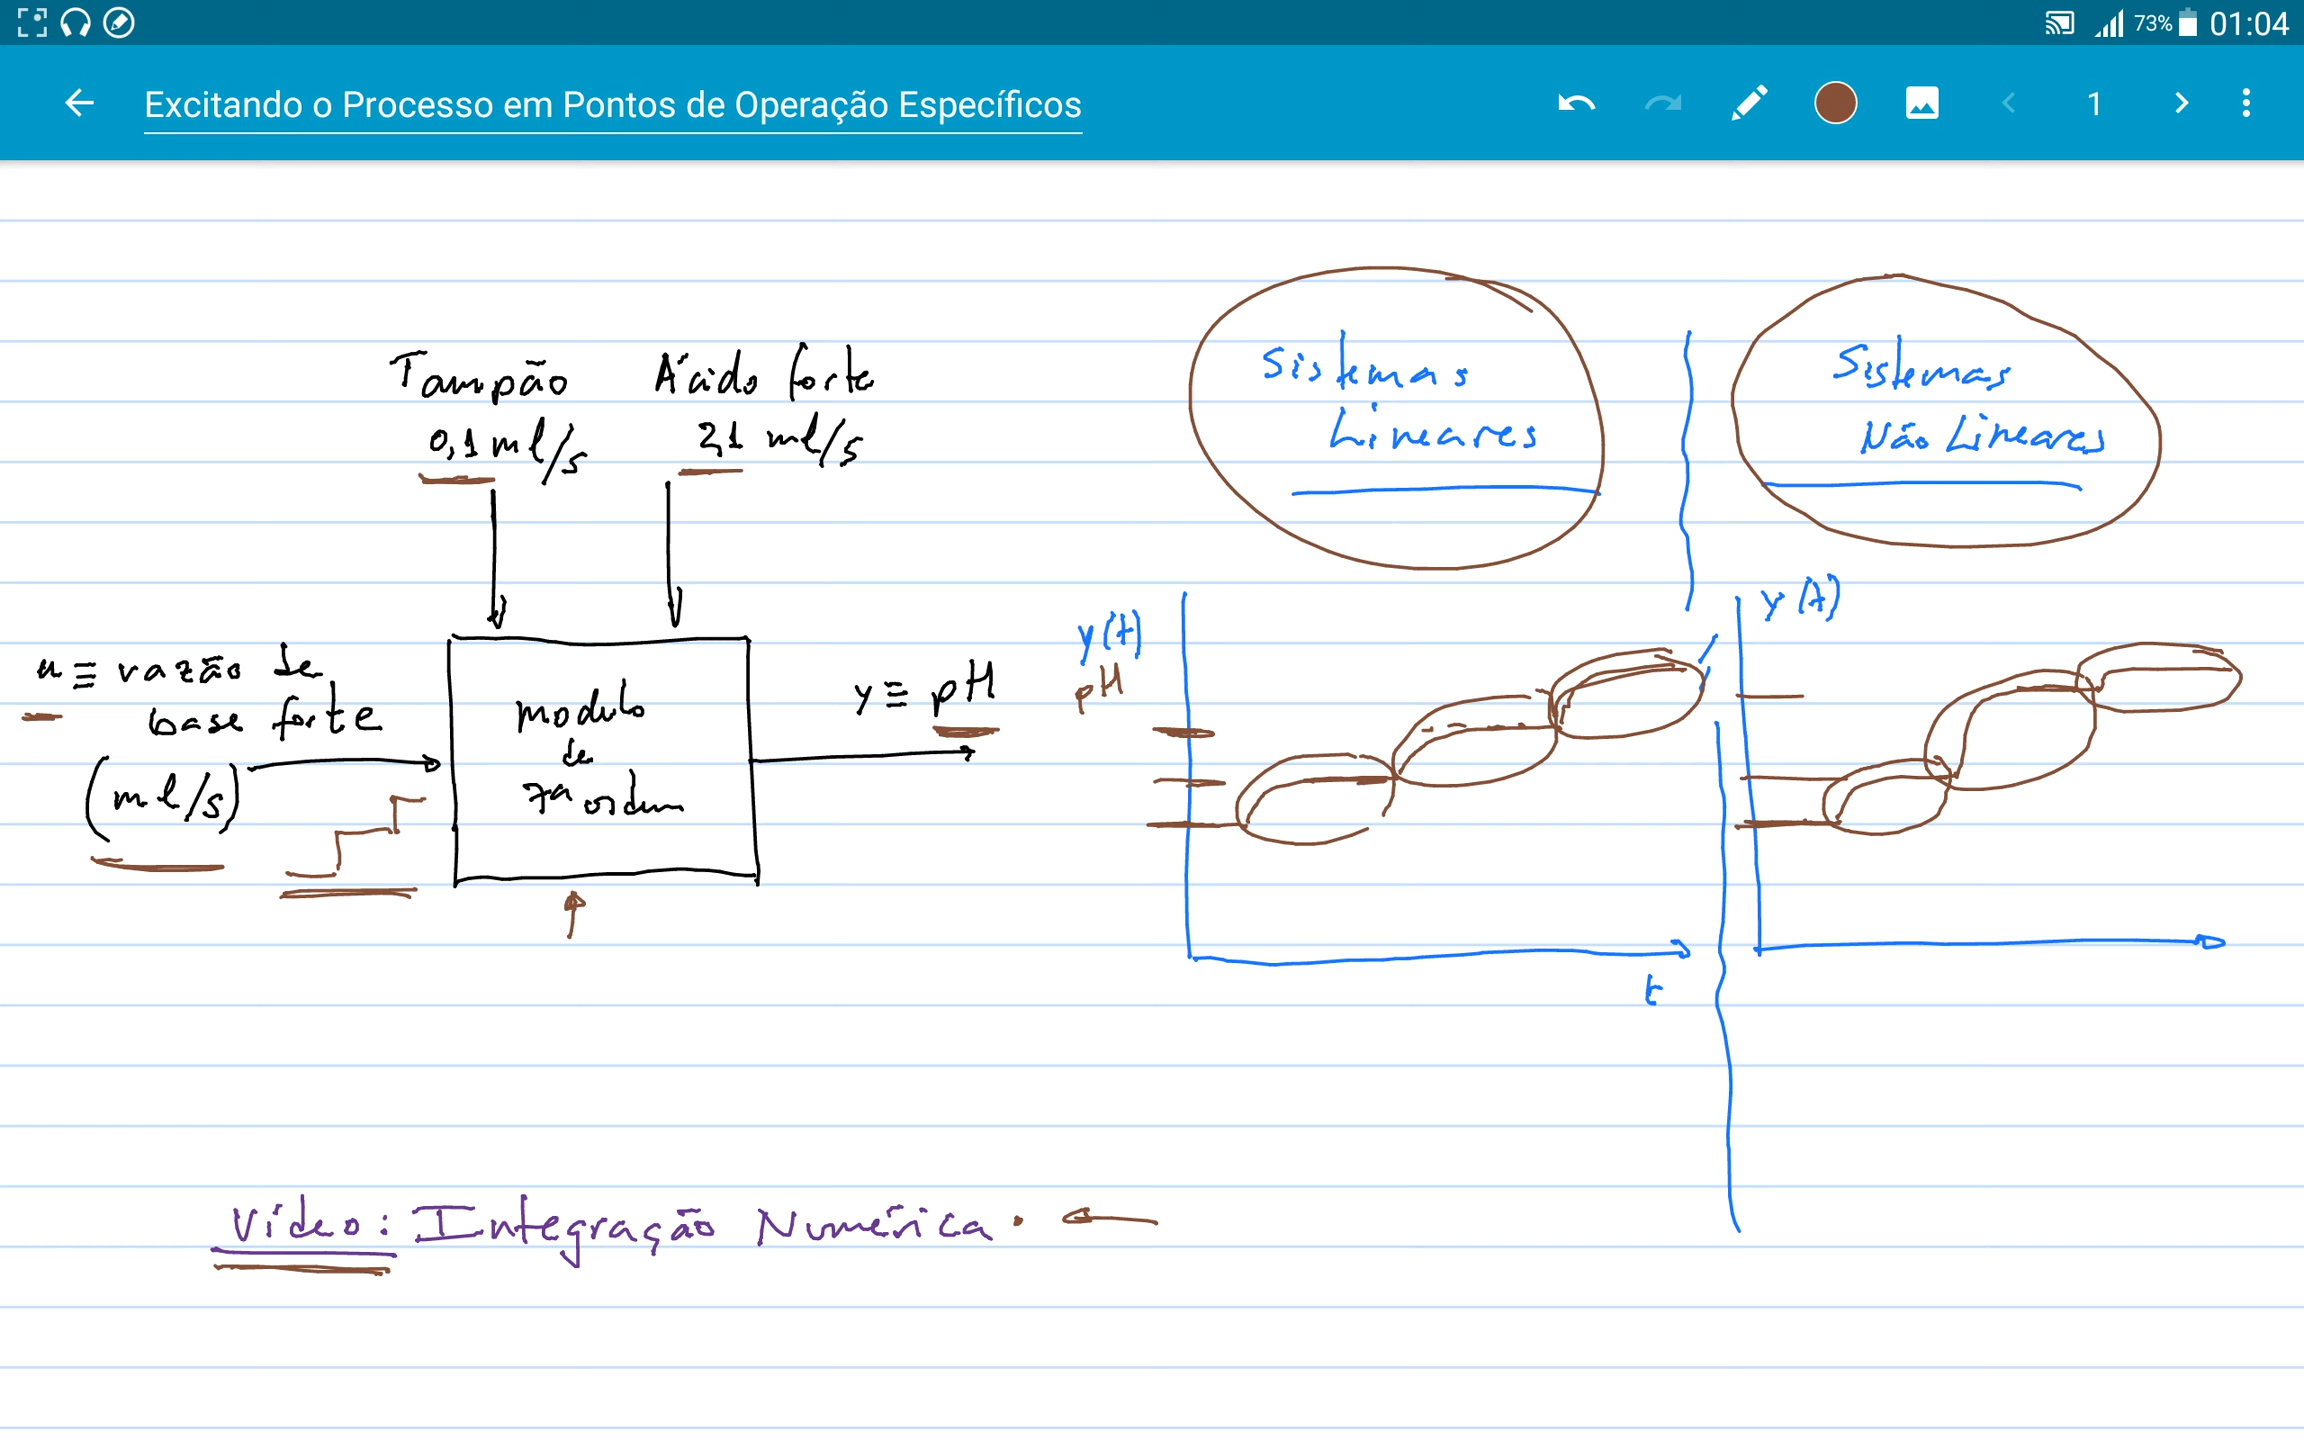 73% 01:04
Excitando o Processo em Pontos de Operação Específicos 1
Tampão
0,1 ml/s
Ácido forte
2,1 ml/s
u ≡ vazão de
base forte
(ml/s)
modulo
de
7ª ordem
y ≡ pH
Sistemas
Lineares
Sistemas
Não Lineares
y(t)
pH
t
y(t)
Vídeo: Integração Numérica.